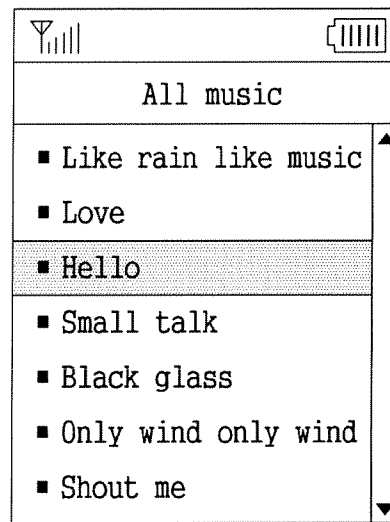 All music
Like rain like music
Love
Hello
Small talk
Black glass
Only wind only wind
Shout me